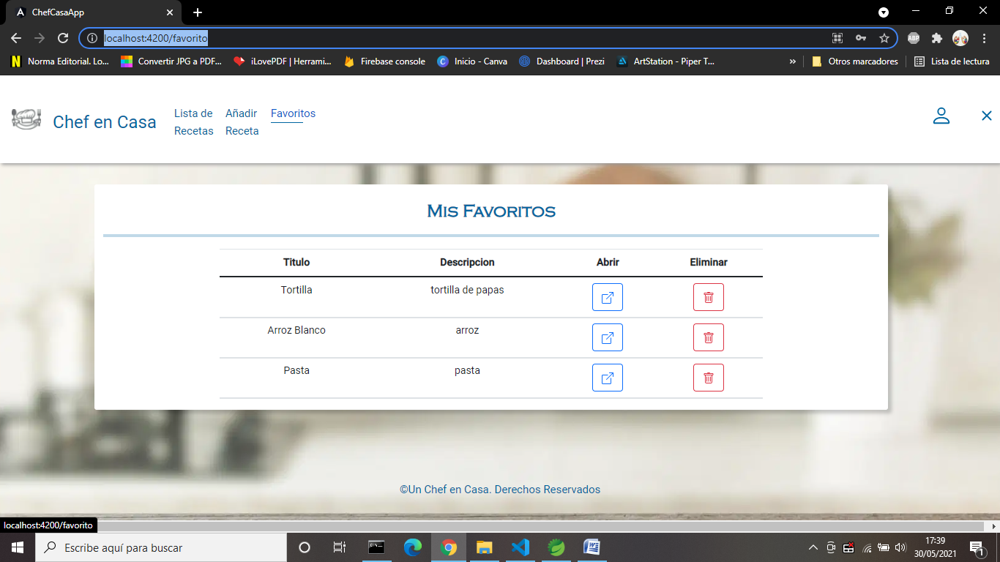 ChefCasaApp
localhost:4200/favorito
ABP
N Norma Editorial. Lo...
Convertir JPG a PDF...
iLovePDF | Herrami...
Firebase console
C Inicio - Canva
Dashboard | Prezi
ArtStation - Piper T...
»
Otros marcadores
Lista de lectura
Chef en Casa
Lista de
Recetas
Añadir
Receta
Favoritos
Mis Favoritos
Titulo Descripcion Abrir Eliminar
Tortilla tortilla de papas
Arroz Blanco arroz
Pasta pasta
©Un Chef en Casa. Derechos Reservados
localhost:4200/favorito
Escribe aquí para buscar
17:39
30/05/2021
1